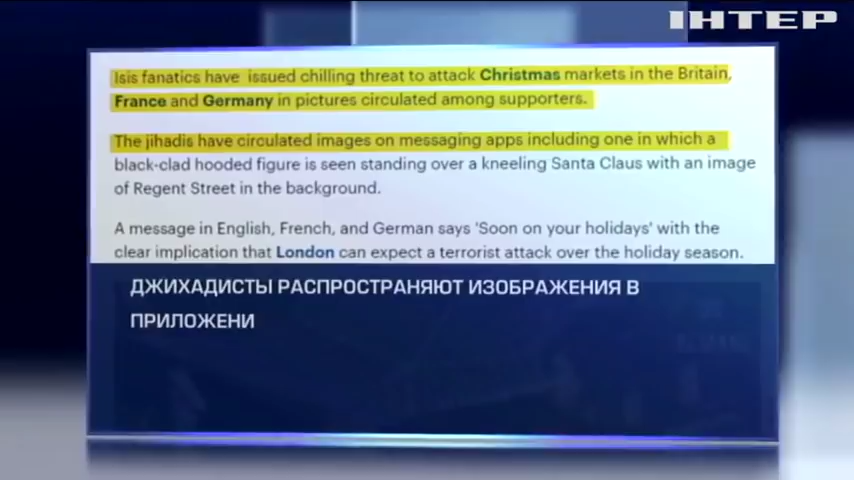 ІНТЕР
Isis fanatics have issued chilling threat to attack Christmas markets in the Britain,
France and Germany in pictures circulated among supporters.
The jihadis have circulated images on messaging apps including one in which a
black-clad hooded figure is seen standing over a kneeling Santa Claus with an image
of Regent Street in the background.
A message in English, French, and German says 'Soon on your holidays' with the
clear implication that London can expect a terrorist attack over the holiday season.
ДЖИХАДИСТЫ РАСПРОСТРАНЯЮТ ИЗОБРАЖЕНИЯ В
ПРИЛОЖЕНИ